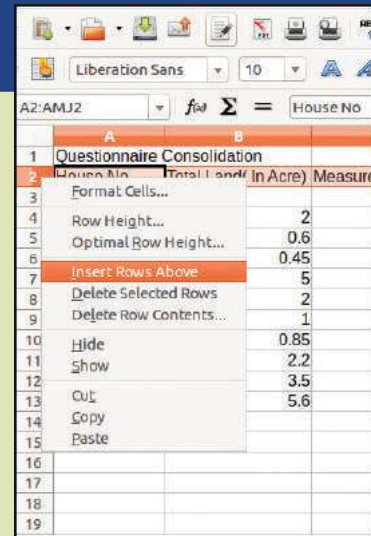 Liberation Sans 10
A2:AMJ2 f(x) Σ = House No
A B
1 Questionnaire Consolidation
2 House No Total Land( In Acre) Measure
3
Format Cells...
4 2
Row Height...
5 0.6
Optimal Row Height...
6 0.45
Insert Rows Above
7 5
Delete Selected Rows
8 2
Delete Row Contents...
9 1
10 0.85
Hide
11 2.2
Show
12 3.5
Cut
13 5.6
Copy
14
Paste
15
16
17
18
19